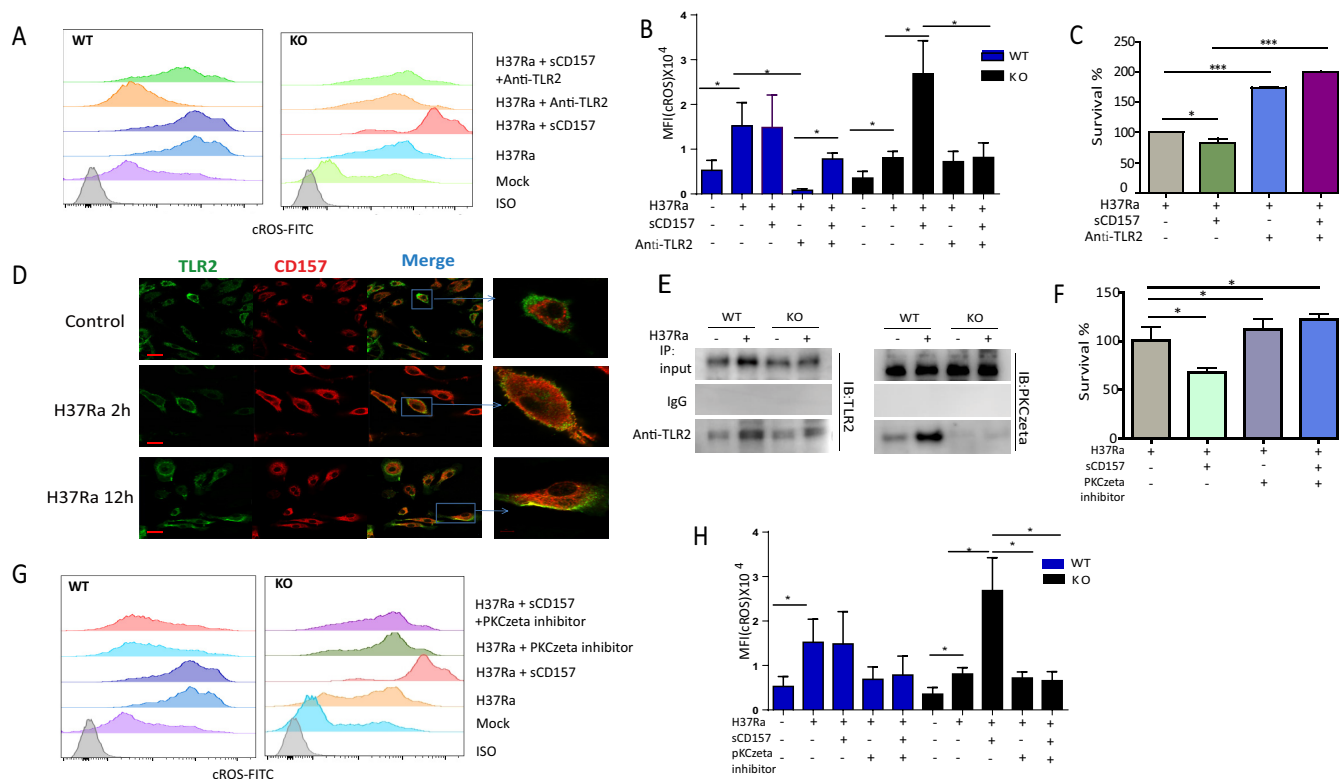 A
WT
KO
H37Ra + sCD157
+Anti-TLR2
H37Ra + Anti-TLR2
H37Ra + sCD157
H37Ra
Mock
ISO
cROS-FITC
B
MFI(cROS)X10^4
4
3
2
1
0
* * * * * *
WT
KO
H37Ra - + + + + - + + + +
sCD157 - - + - + - - + - +
Anti-TLR2 - - - + + - - - + +
C
Survival %
250
200
150
100
50
0
*
***
***
H37Ra + + + +
sCD157 - + - +
Anti-TLR2 - - + +
D
TLR2 CD157 Merge
Control
H37Ra 2h
H37Ra 12h
E
WT KO WT KO
H37Ra - + - + - + - +
IP:
input
IgG
Anti-TLR2
IB:TLR2
IB:PKCzeta
F
Survival %
150
100
50
0
*
*
*
H37Ra + + + +
sCD157 - + - +
PKCzeta - - + +
inhibitor
G
WT
KO
H37Ra + sCD157
+PKCzeta inhibitor
H37Ra + PKCzeta inhibitor
H37Ra + sCD157
H37Ra
Mock
ISO
cROS-FITC
H
MFI(cROS)X10^4
4
3
2
1
0
* * * * *
WT
KO
H37Ra - + + + + - + + + +
sCD157 - - + - + - - + - +
pKCzeta - - - + + - - - + +
inhibitor